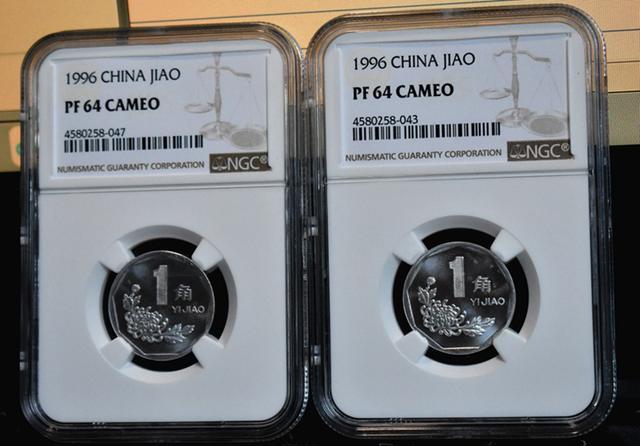 1996 CHINA JIAO
PF 64 CAMEO
4580258-047
NUMISMATIC GUARANTY CORPORATION
NGC®
1角
YI JIAO
1996 CHINA JIAO
PF 64 CAMEO
4580258-043
NUMISMATIC GUARANTY CORPORATION
NGC®
1角
YI JIAO